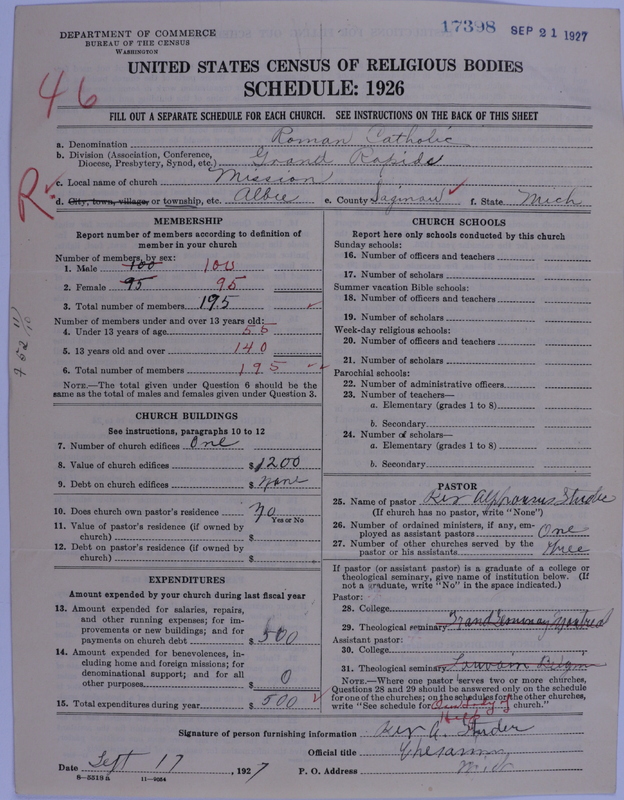 17398 SEP 21 1927
DEPARTMENT OF COMMERCE
BUREAU OF THE CENSUS
WASHINGTON
UNITED STATES CENSUS OF RELIGIOUS BODIES
SCHEDULE: 1926
46
FILL OUT A SEPARATE SCHEDULE FOR EACH CHURCH. SEE INSTRUCTIONS ON THE BACK OF THIS SHEET
a. Denomination Roman Catholic
b. Division (Association, Conference,
Diocese, Presbytery, Synod, etc.) Grand Rapids
R
c. Local name of church Mission
d. City, town, village, or township, etc. Albee e. County Saginaw f. State Mich
MEMBERSHIP
Report number of members according to definition of
member in your church
Number of members, by sex:
1. Male 100 100
2. Female 95 95
3. Total number of members 195
Number of members under and over 13 years old:
4. Under 13 years of age 55
5. 13 years old and over 140
6. Total number of members 195
NOTE.—The total given under Question 6 should be
same as the total of males and females given under Question 3.
CHURCH BUILDINGS
See instructions, paragraphs 10 to 12
7. Number of church edifices One
8. Value of church edifices $1200
9. Debt on church edifices $None
10. Does church own pastor's residence? No
Yes or No
11. Value of pastor's residence (if owned by
church) $
12. Debt on pastor's residence (if owned by
church) $
EXPENDITURES
Amount expended by your church during last fiscal year
13. Amount expended for salaries, repairs,
and other running expenses; for im-
provements or new buildings; and for
payments on church debt $500
14. Amount expended for benevolences, in-
cluding home and foreign missions; for
denominational support; and for all
other purposes $0
15. Total expenditures during year $500
CHURCH SCHOOLS
Report here only schools conducted by this church
Sunday schools:
16. Number of officers and teachers
17. Number of scholars
Summer vacation Bible schools:
18. Number of officers and teachers
19. Number of scholars
Week-day religious schools:
20. Number of officers and teachers
21. Number of scholars
Parochial schools:
22. Number of administrative officers
23. Number of teachers—
a. Elementary (grades 1 to 8)
b. Secondary
24. Number of scholars—
a. Elementary (grades 1 to 8)
b. Secondary
PASTOR
25. Name of pastor Rev Alphonsus Studer
(If church has no pastor, write "None")
26. Number of ordained ministers, if any, em-
ployed as assistant pastors One
27. Number of other churches served by the
pastor or his assistants three
If pastor (or assistant pastor) is a graduate of a college or
theological seminary, give name of institution below. (If
not a graduate, write "No" in the space indicated.)
Pastor:
28. College
29. Theological seminary Grand Seminary Montreal
Assistant pastor:
30. College
31. Theological seminary Louvain
NOTE.—Where one pastor serves two or more churches,
Questions 28 and 29 should be answered only on the schedule
for one of the churches; on the schedules for the other churches,
write "See schedule for church."
Help
Signature of person furnishing information Rev A. Studer
Official title Chesaning
Date Sept 17, 1927 P. O. Address Mich
8—5319a 11—9084